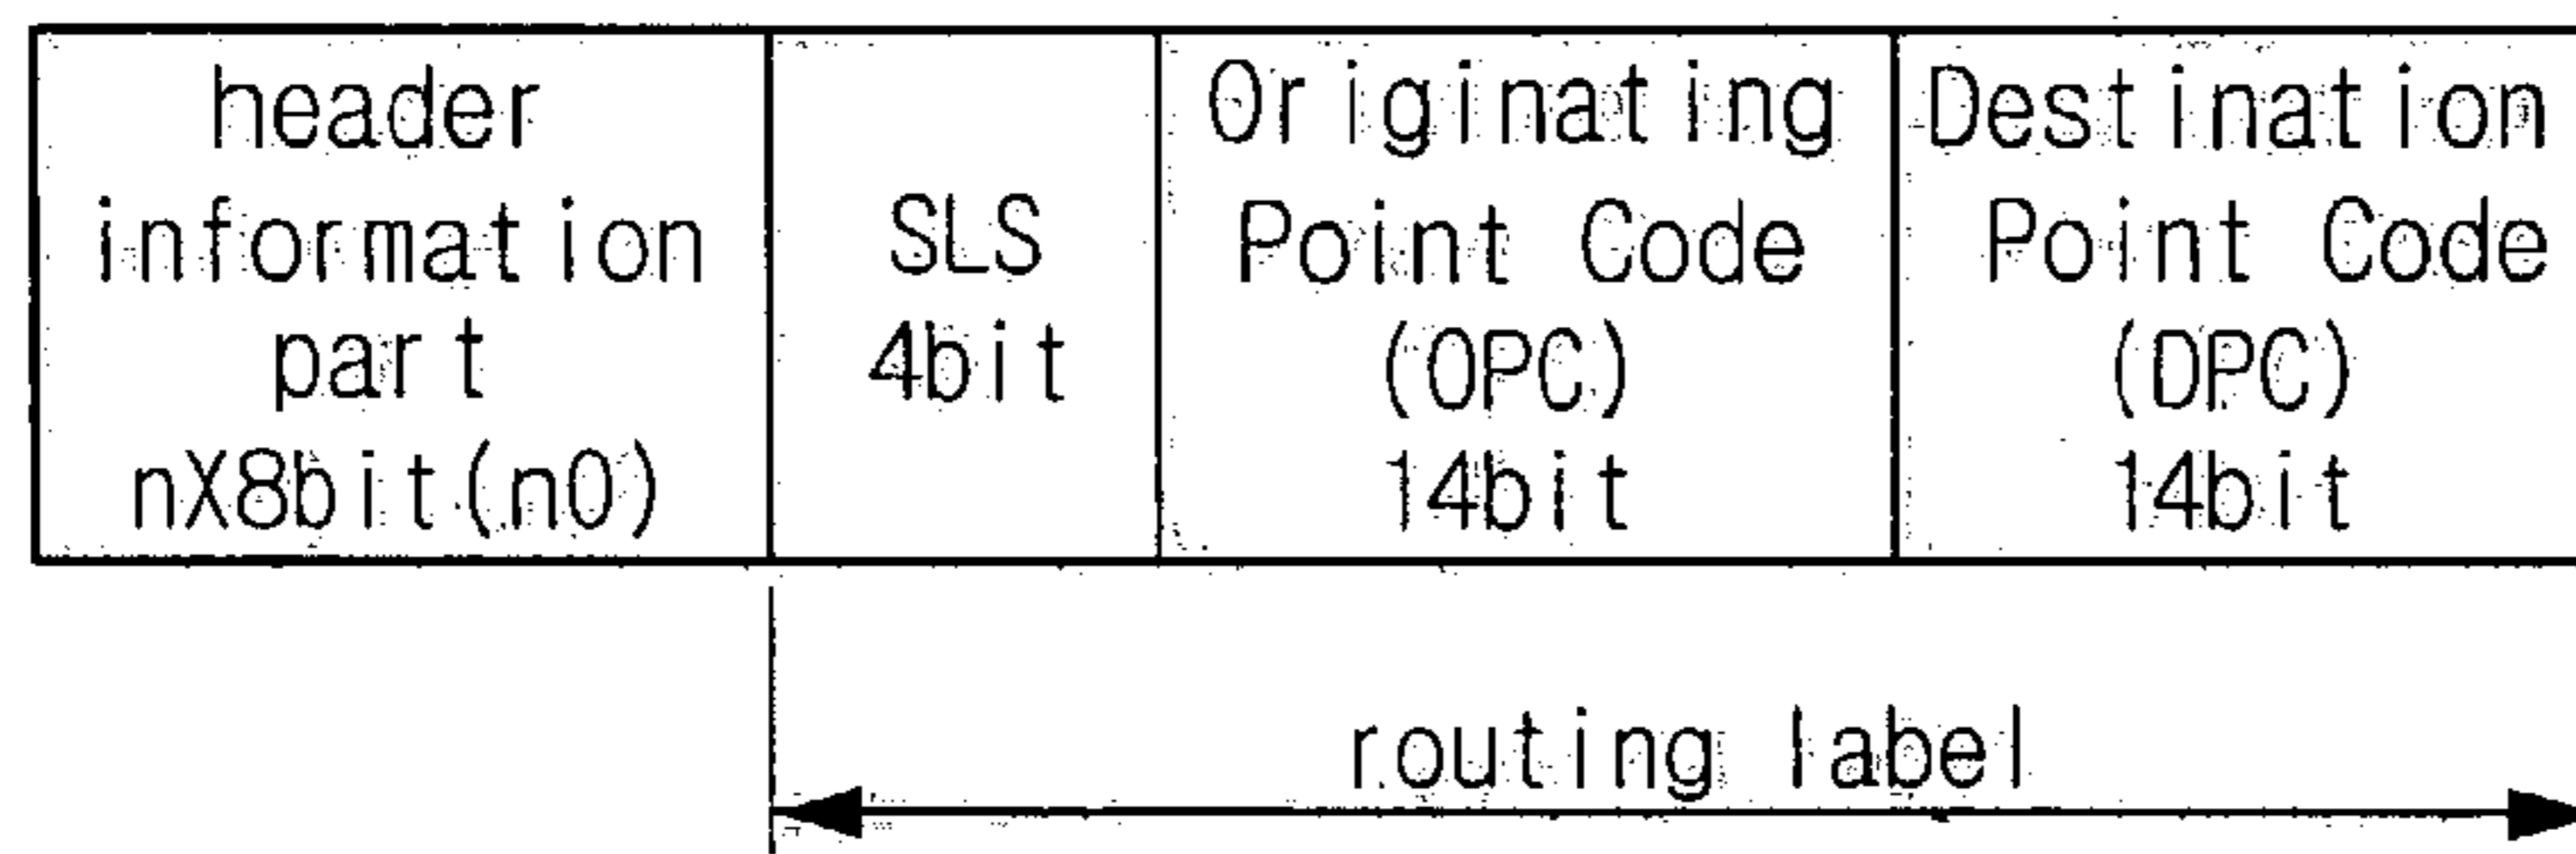 header
information
part
nX8bit(n0)
SLS
4bit
Originating
Point Code
(OPC)
14bit
Destination
Point Code
(DPC)
14bit
routing label